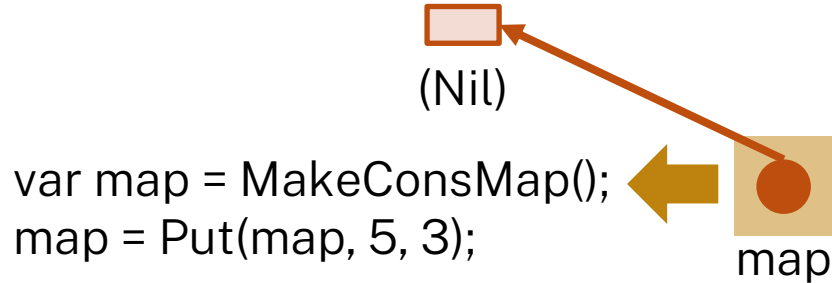 (Nil)
var map = MakeConsMap();
map = Put(map, 5, 3);
map